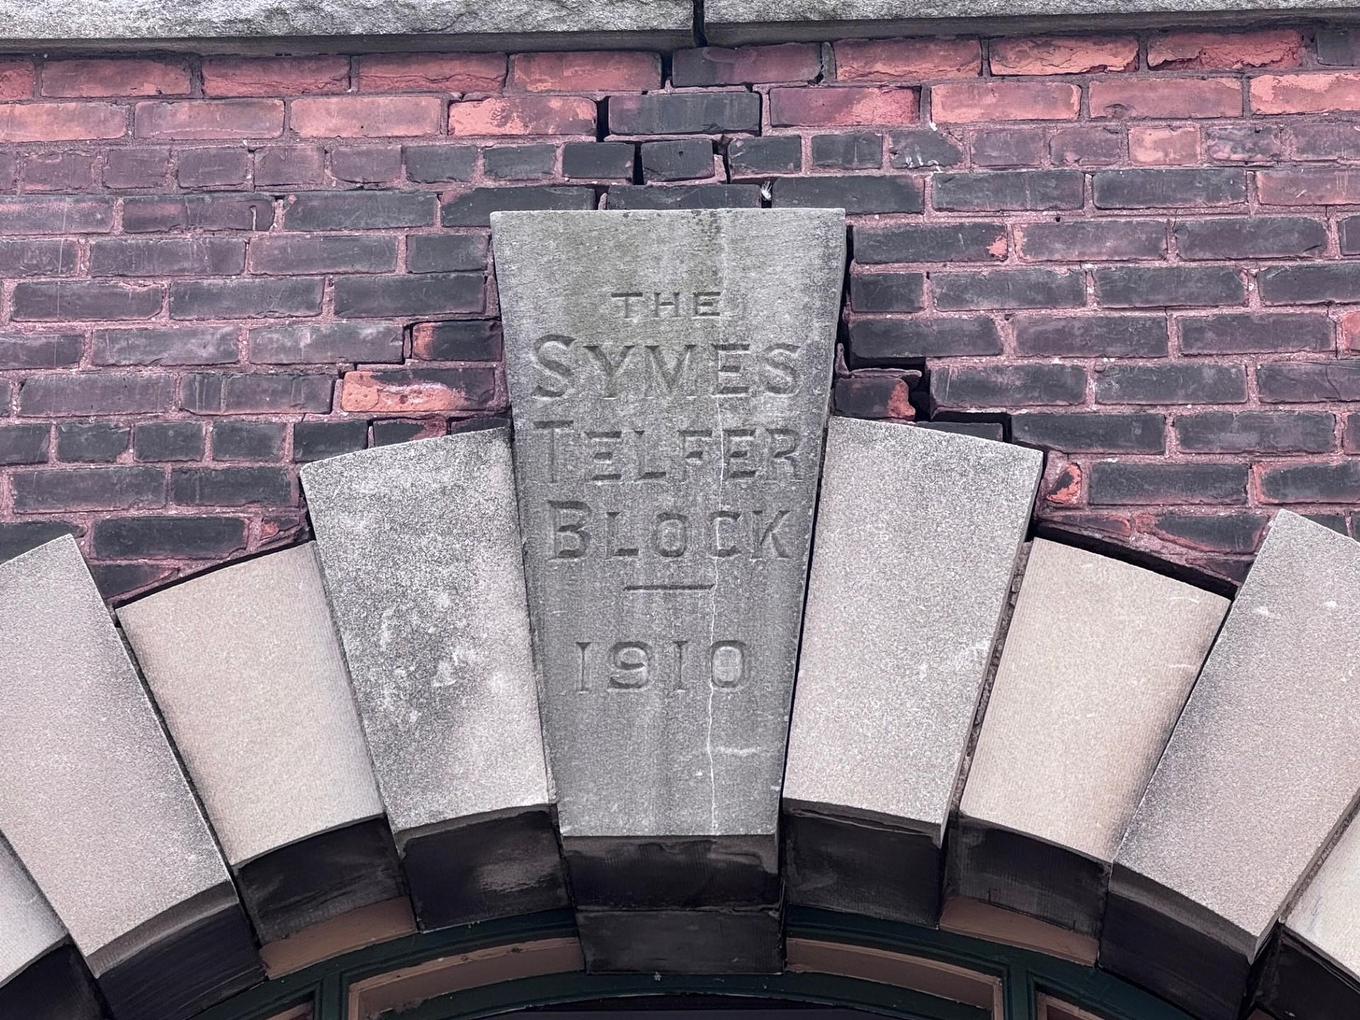 THE
SYMES
TELFER
BLOCK
1910